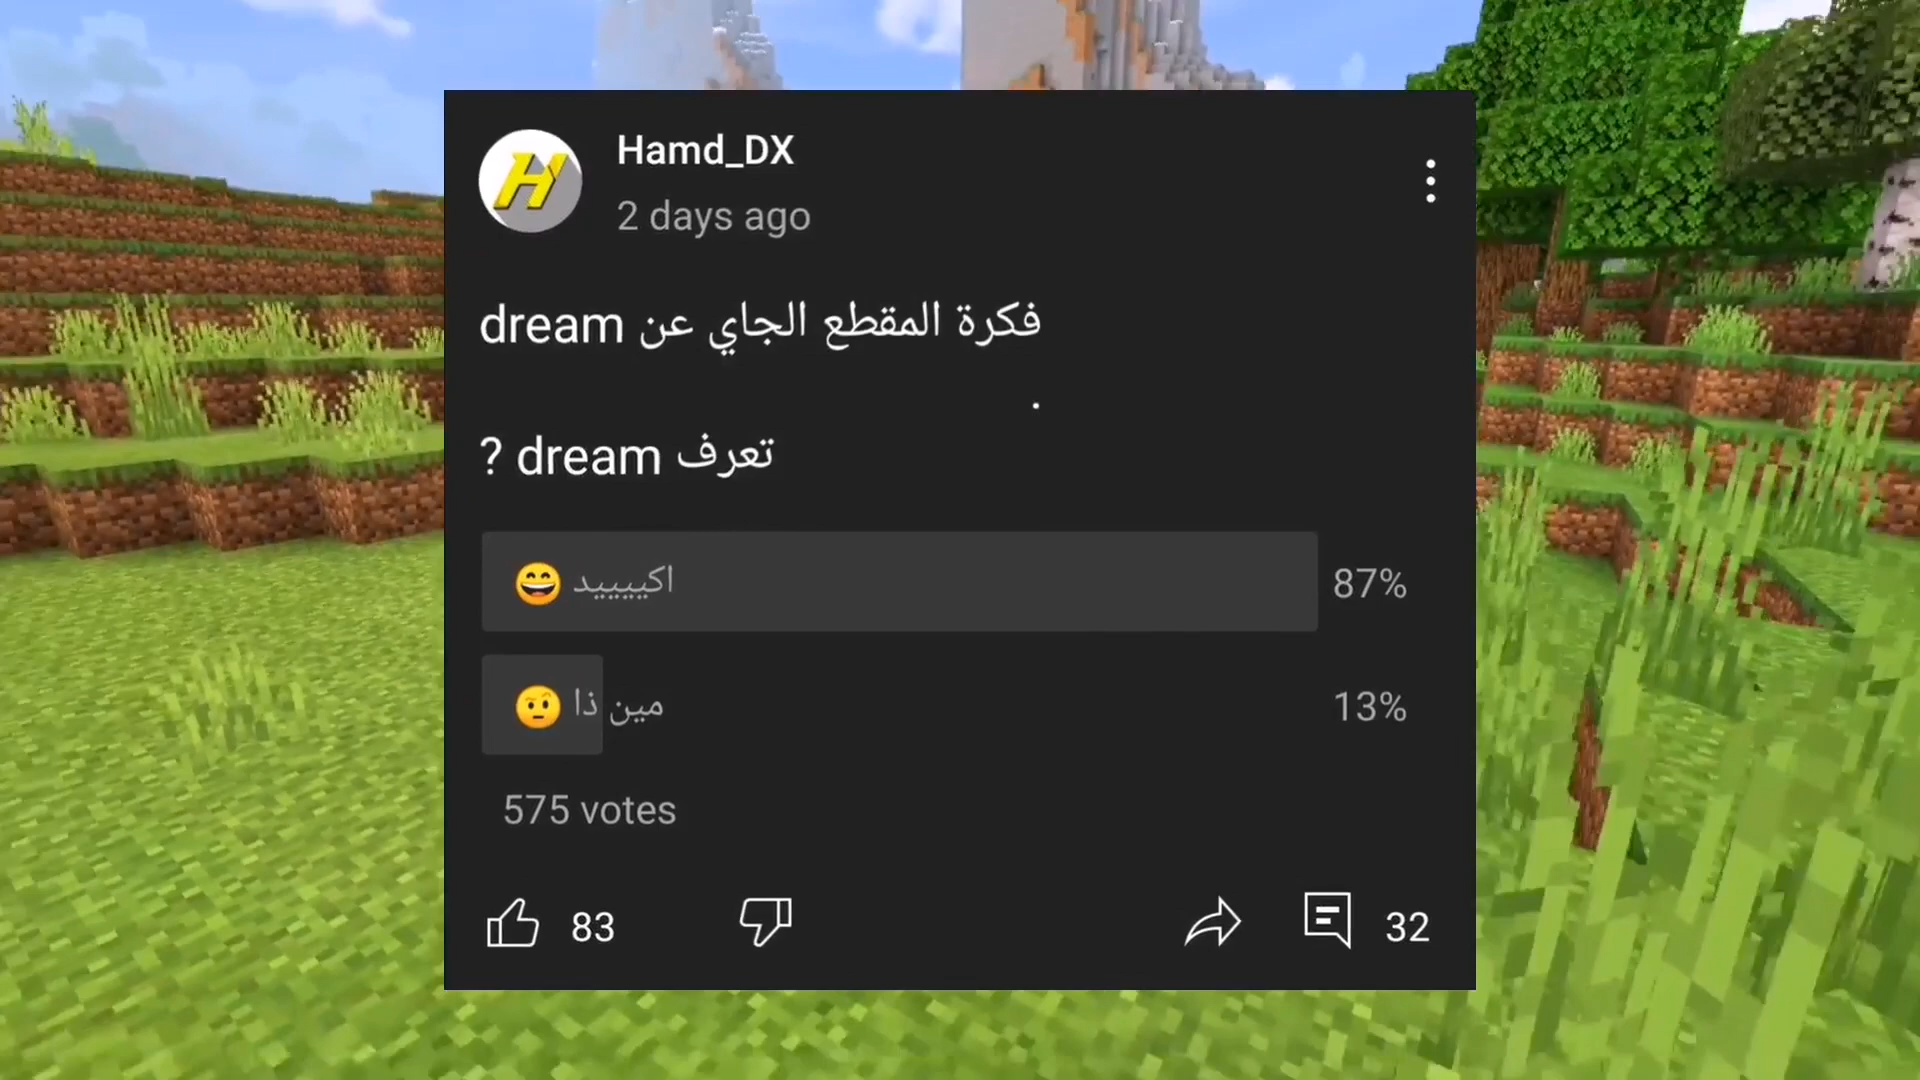 Hamd_DX
2 days ago
فكرة المقطع الجاي عن dream
.
تعرف dream ?
اكيييييد 😄
87%
مين ذا 🤨
13%
575 votes
83
32